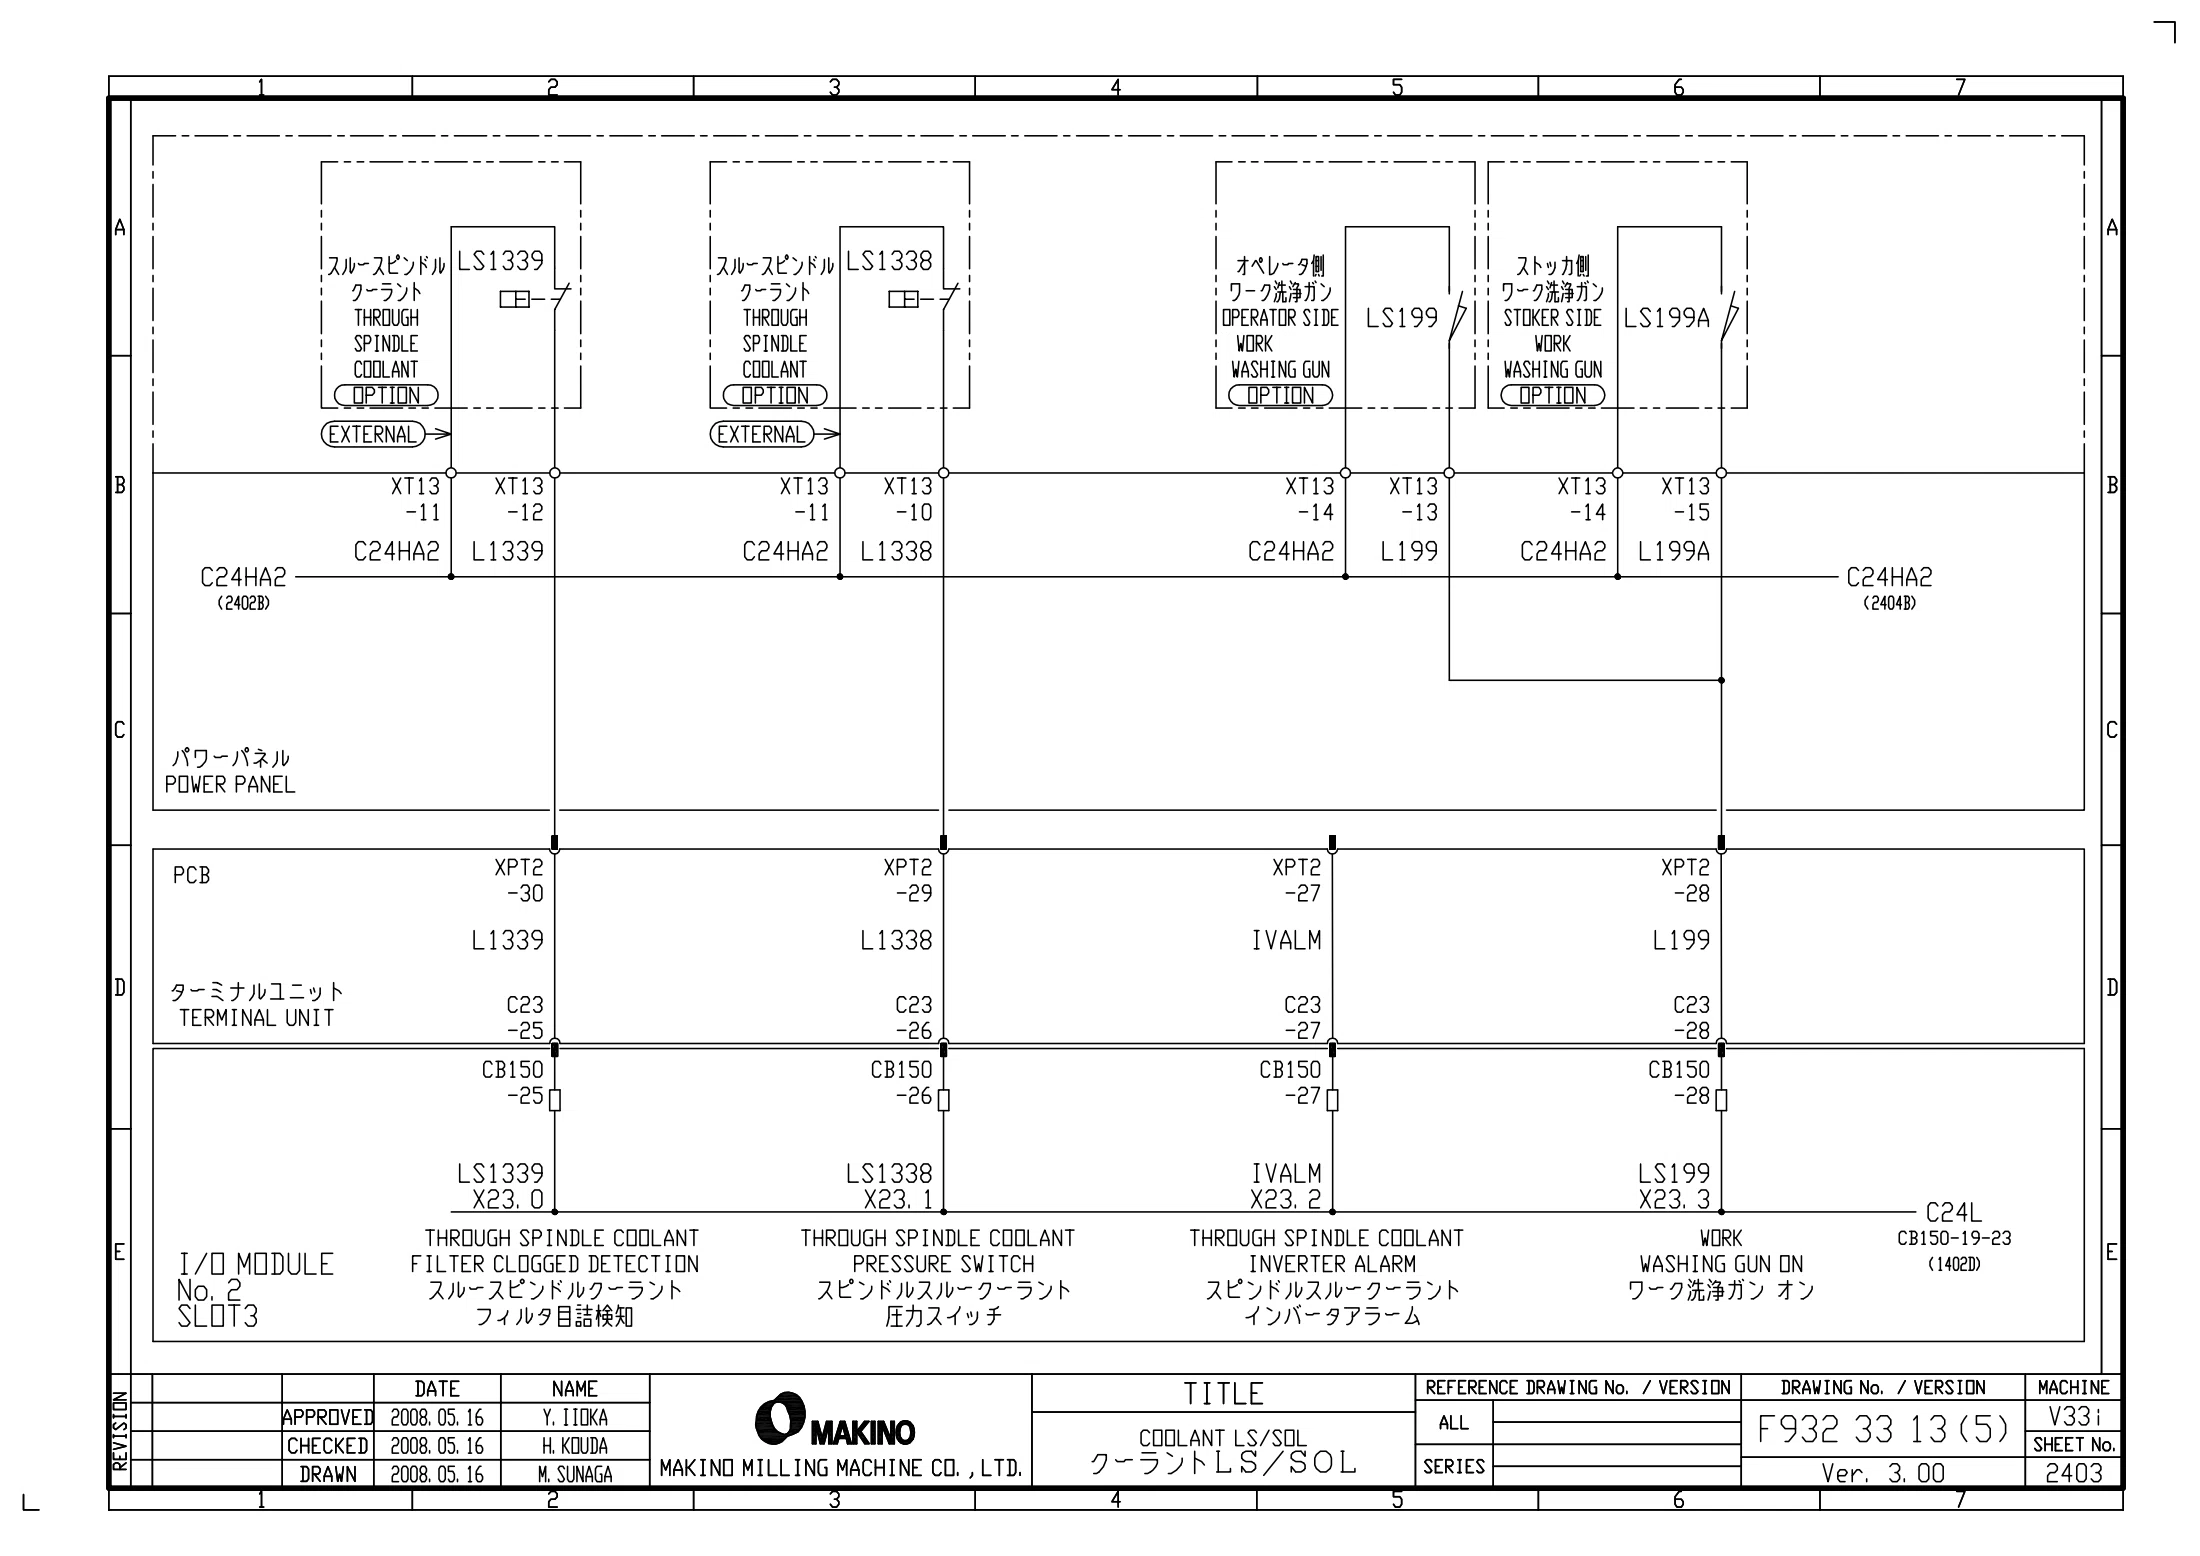 1 2 3 4 5 6 7
A A
スルースピンドル
クーラント
THROUGH
SPINDLE
COOLANT
OPTION
LS1339
スルースピンドル
クーラント
THROUGH
SPINDLE
COOLANT
OPTION
LS1338
オペレータ側
ワーク洗浄ガン
OPERATOR SIDE
WORK
WASHING GUN
OPTION
LS199
ストッカ側
ワーク洗浄ガン
STOKER SIDE
WORK
WASHING GUN
OPTION
LS199A
EXTERNAL EXTERNAL
B B
XT13 XT13 XT13 XT13 XT13 XT13 XT13 XT13
-11 -12 -11 -10 -14 -13 -14 -15
C24HA2 L1339 C24HA2 L1338 C24HA2 L199 C24HA2 L199A
C24HA2 C24HA2
(2402B) (2404B)
C C
パワーパネル
POWER PANEL
PCB
XPT2 XPT2 XPT2 XPT2
-30 -29 -27 -28
L1339 L1338 IVALM L199
D D
ターミナルユニット
TERMINAL UNIT
C23 C23 C23 C23
-25 -26 -27 -28
CB150 CB150 CB150 CB150
-25 -26 -27 -28
LS1339 LS1338 IVALM LS199
X23.0 X23.1 X23.2 X23.3
C24L
CB150-19-23
(1402D)
E E
I/O MODULE
No.2
SLOT3
THROUGH SPINDLE COOLANT
FILTER CLOGGED DETECTION
スルースピンドルクーラント
フィルタ目詰検知
THROUGH SPINDLE COOLANT
PRESSURE SWITCH
スピンドルスルークーラント
圧力スイッチ
THROUGH SPINDLE COOLANT
INVERTER ALARM
スピンドルスルークーラント
インバータアラーム
WORK
WASHING GUN ON
ワーク洗浄ガン オン
REVISION
DATE NAME
APPROVED 2008.05.16 Y. IIOKA
CHECKED 2008.05.16 H. KOUDA
DRAWN 2008.05.16 M. SUNAGA
MAKINO
MAKINO MILLING MACHINE CO.,LTD.
TITLE
COOLANT LS/SOL
クーラントLS/SOL
REFERENCE DRAWING No. / VERSION
ALL
SERIES
DRAWING No. / VERSION
F932 33 13(5)
Ver. 3.00
MACHINE
V33i
SHEET No.
2403
1 2 3 4 5 6 7